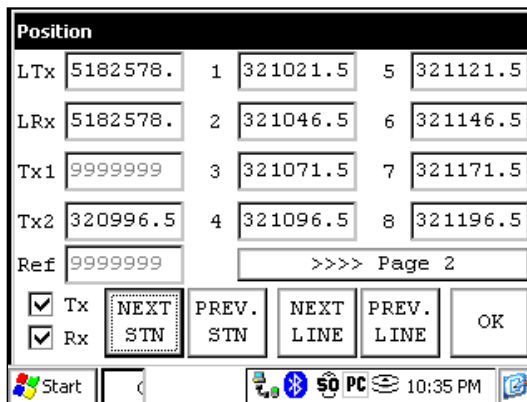 Position
LTx 5182578. 1 321021.5 5 321121.5
LRx 5182578. 2 321046.5 6 321146.5
Tx1 9999999 3 321071.5 7 321171.5
Tx2 320996.5 4 321096.5 8 321196.5
Ref 9999999 >>>> Page 2
Tx NEXT PREV. NEXT PREV. OK
Rx STN STN LINE LINE
Start PC 10:35 PM